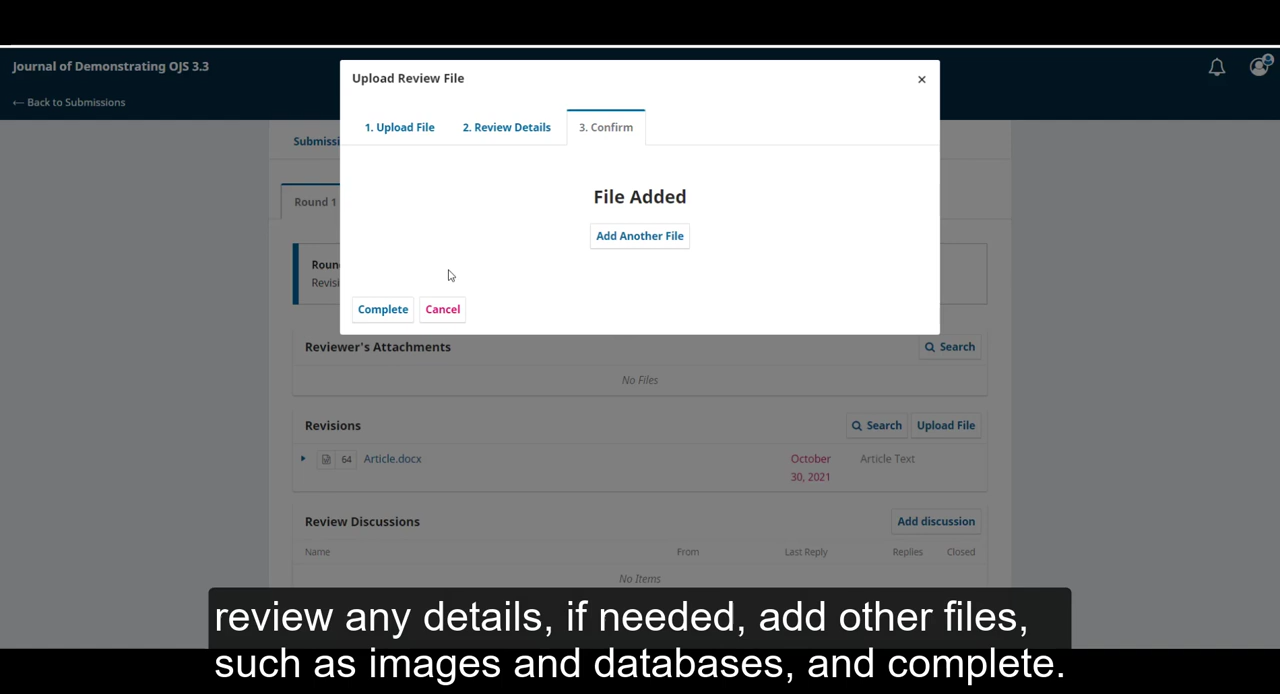 Journal of Demonstrating OJS 3.3
← Back to Submissions
Upload Review File
×
1. Upload File
2. Review Details
3. Confirm
File Added
Add Another File
Complete
Cancel
Round 1
Reviewer's Attachments
Search
No Files
Revisions
Search
Upload File
64
Article.docx
October
30, 2021
Article Text
Review Discussions
Add discussion
Name
From
Last Reply
Replies
Closed
No Items
review any details, if needed, add other files,
such as images and databases, and complete.